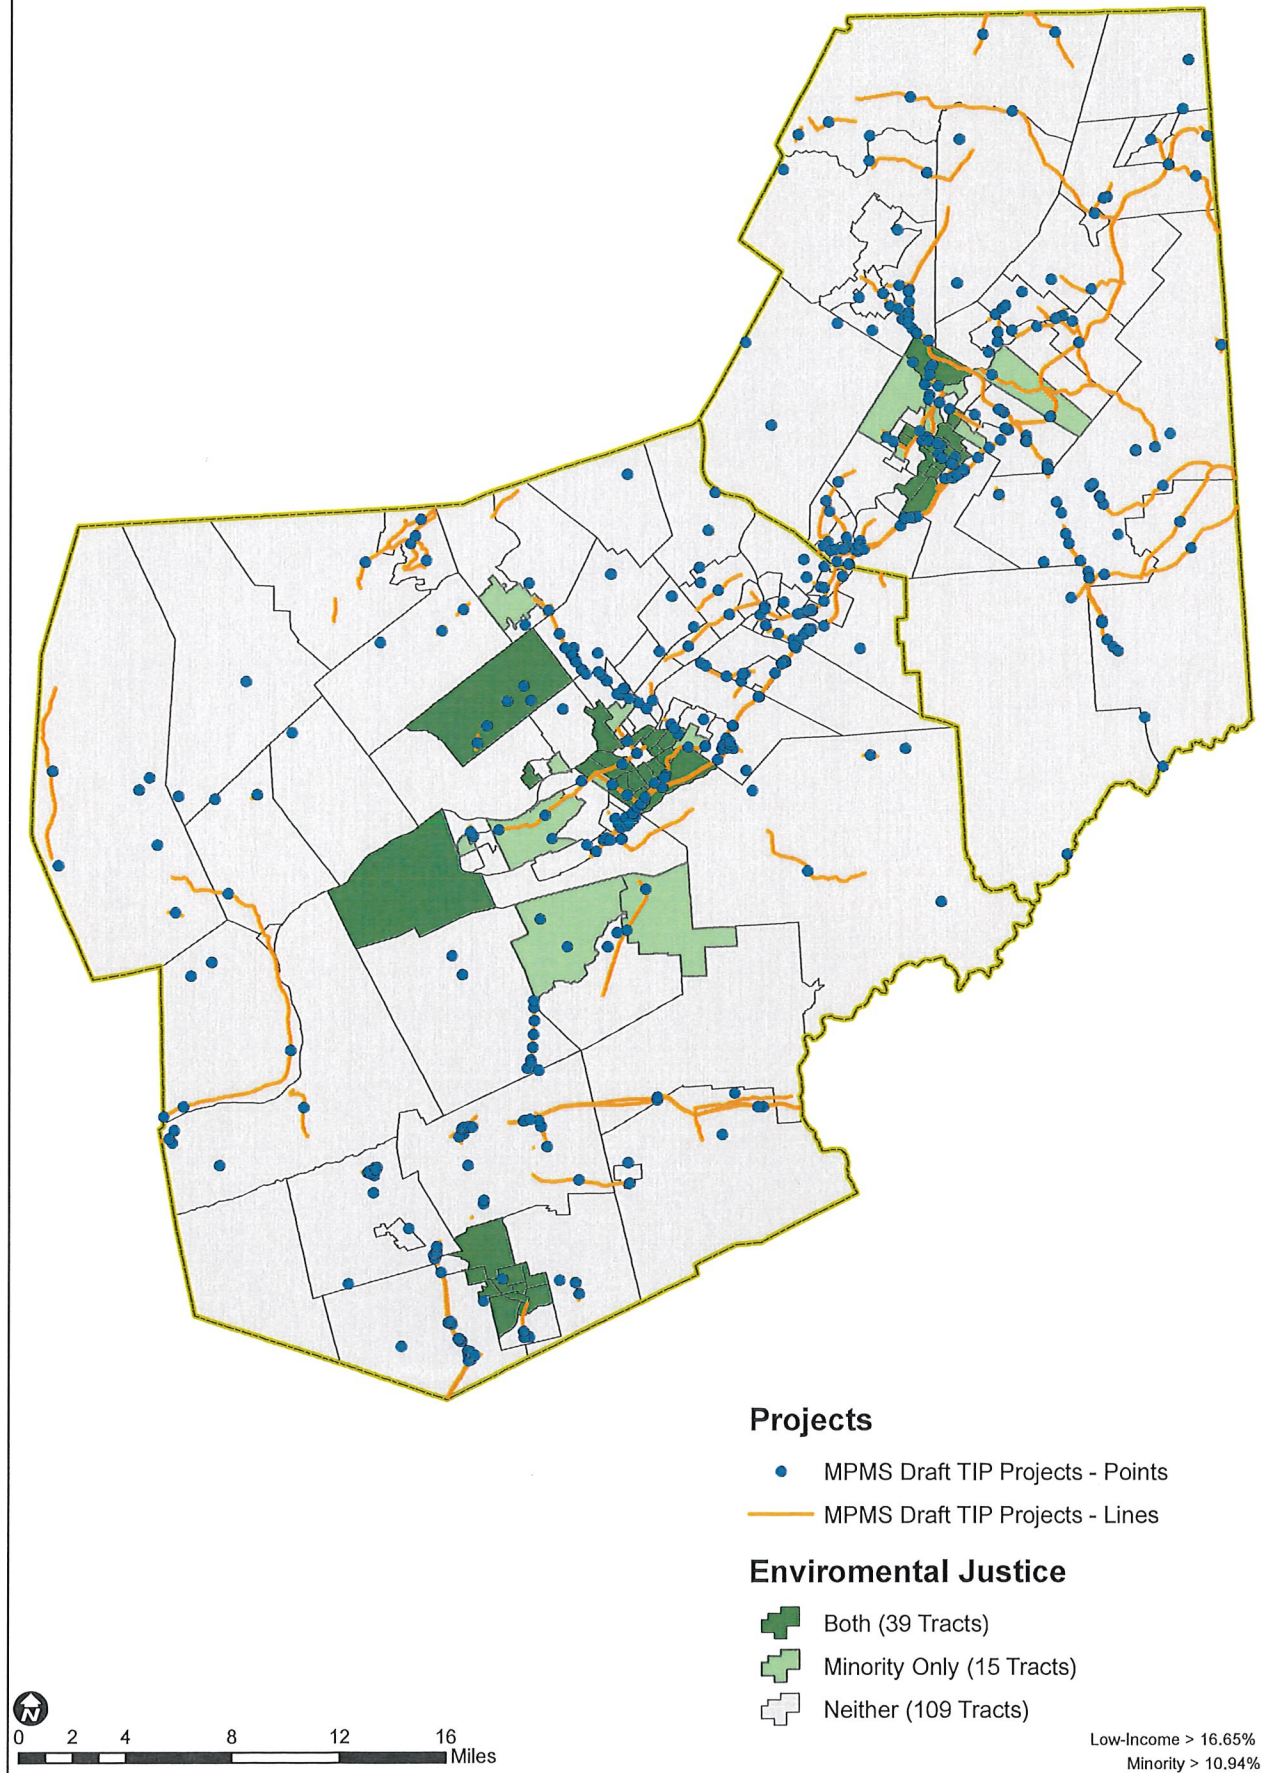 Projects
MPMS Draft TIP Projects - Points
MPMS Draft TIP Projects - Lines
Enviromental Justice
Both (39 Tracts)
Minority Only (15 Tracts)
Neither (109 Tracts)
N
0 2 4 8 12 16
Miles
Low-Income > 16.65%
Minority > 10.94%